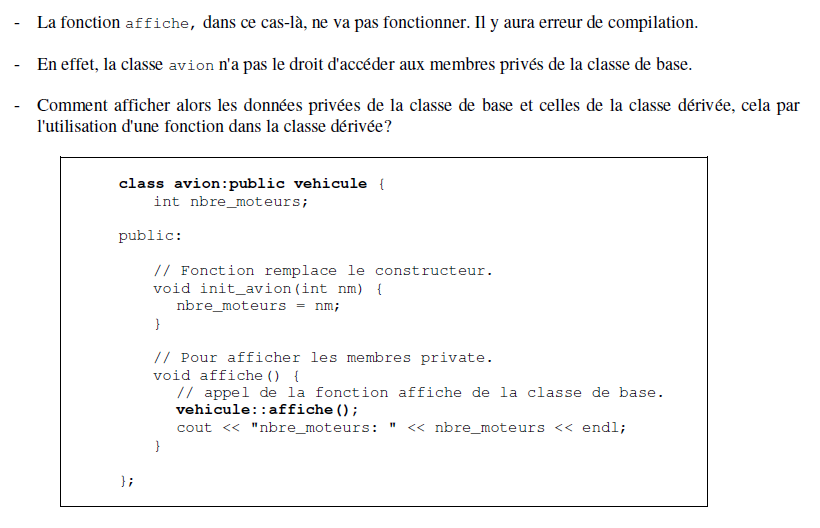 - La fonction affiche, dans ce cas-là, ne va pas fonctionner. Il y aura erreur de compilation.
- En effet, la classe avion n'a pas le droit d'accéder aux membres privés de la classe de base.
- Comment afficher alors les données privées de la classe de base et celles de la classe dérivée, cela par
l'utilisation d'une fonction dans la classe dérivée?
class avion:public vehicule {
int nbre_moteurs;
public:
// Fonction remplace le constructeur.
void init_avion(int nm) {
nbre_moteurs = nm;
}
// Pour afficher les membres private.
void affiche() {
// appel de la fonction affiche de la classe de base.
vehicule::affiche();
cout << "nbre_moteurs: " << nbre_moteurs << endl;
}
};